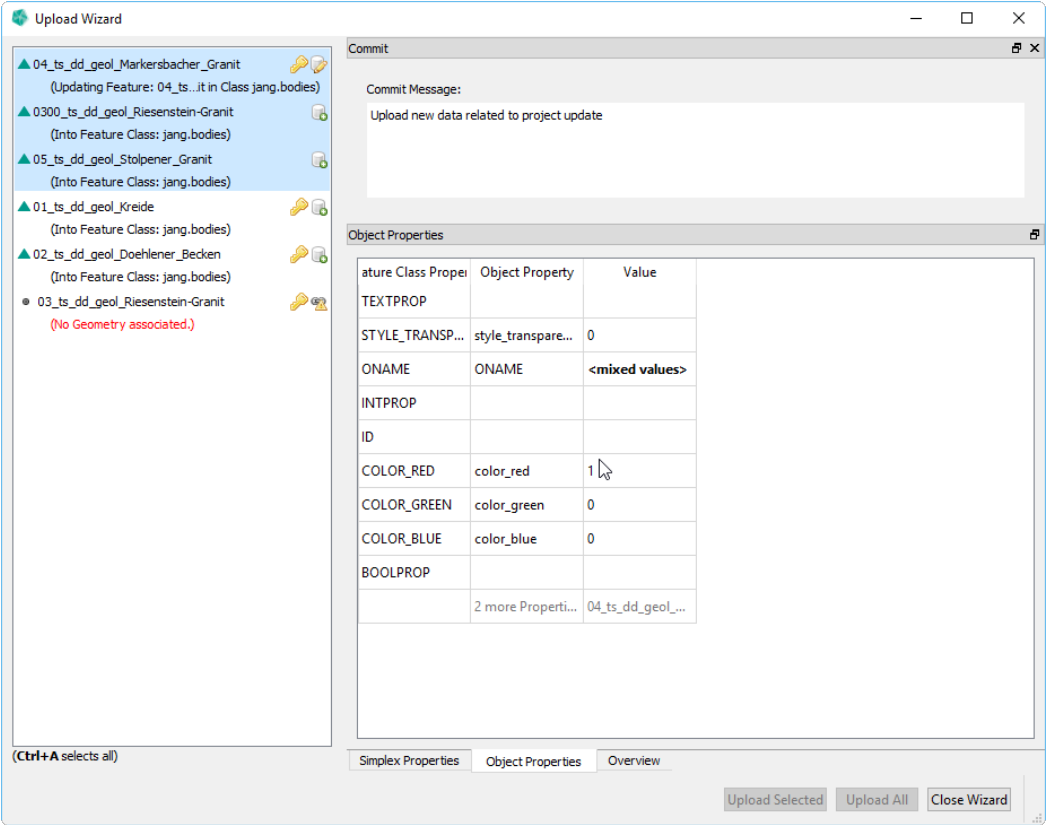 Upload Wizard
04_ts_dd_geol_Markersbacher_Granit
(Updating Feature: 04_ts...it in Class jang.bodies)
0300_ts_dd_geol_Riesenstein-Granit
(Into Feature Class: jang.bodies)
05_ts_dd_geol_Stolpener_Granit
(Into Feature Class: jang.bodies)
01_ts_dd_geol_Kreide
(Into Feature Class: jang.bodies)
02_ts_dd_geol_Doehlener_Becken
(Into Feature Class: jang.bodies)
03_ts_dd_geol_Riesenstein-Granit
(No Geometry associated.)
(Ctrl+A selects all)
Commit
Commit Message:
Upload new data related to project update
Object Properties
ature Class Proper Object Property Value
TEXTPROP
STYLE_TRANSP... style_transpare... 0
ONAME ONAME <mixed values>
INTPROP
ID
COLOR_RED color_red 1
COLOR_GREEN color_green 0
COLOR_BLUE color_blue 0
BOOLPROP
2 more Properti... 04_ts_dd_geol_...
Simplex Properties Object Properties Overview
Upload Selected Upload All Close Wizard